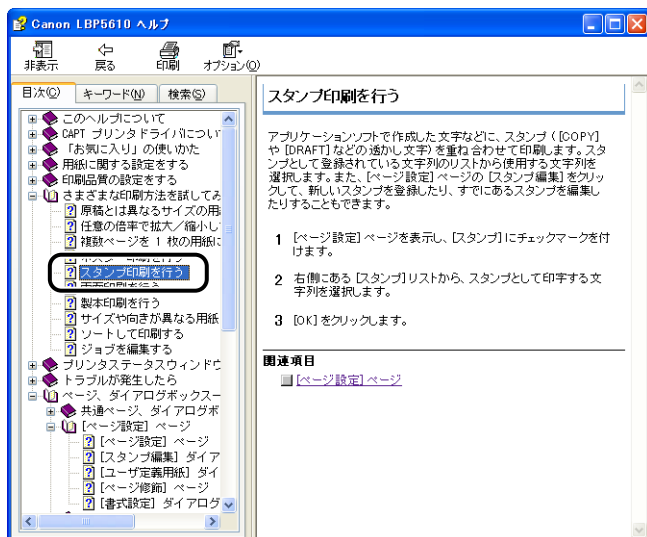 Canon LBP5610 ヘルプ
非表示 戻る 印刷 オプション(O)
目次(C) キーワード(N) 検索(S)
このヘルプについて
CAPT プリンタドライバについ
「お気に入り」の使いかた
用紙に関する設定をする
印刷品質の設定をする
さまざまな印刷方法を試してみ
原稿とは異なるサイズの用
任意の倍率で拡大／縮小し
複数ページを 1 枚の用紙に
スタンプ印刷を行う
製本印刷を行う
サイズや向きが異なる用紙
ソートして印刷する
ジョブを編集する
プリンタステータスウィンドウ
トラブルが発生したら
ページ、ダイアログボックス一
共通ページ、ダイアログボ
[ページ設定] ページ
[ページ設定] ページ
[スタンプ編集] ダイア
[ユーザ定義用紙] ダイ
[ページ修飾] ページ
[書式設定] ダイアログ
スタンプ印刷を行う
アプリケーションソフトで作成した文字などに、スタンプ ( [COPY]
や [DRAFT] などの透かし文字) を重ね合わせて印刷します。スタ
ンプとして登録されている文字列のリストから使用する文字列を
選択します。また、[ページ設定] ページの [スタンプ編集] をクリッ
クして、新しいスタンプを登録したり、すでにあるスタンプを編集し
たりすることもできます。
1 [ページ設定] ページを表示し、[スタンプ] にチェックマークを付
けます。
2 右側にある [スタンプ] リストから、スタンプとして印字する文
字列を選択します。
3 [OK] をクリックします。
関連項目
[ページ設定] ページ